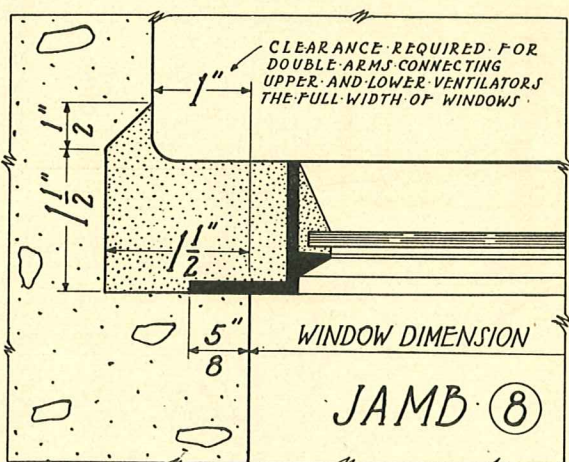 CLEARANCE·REQUIRED·FOR
DOUBLE·ARMS·CONNECTING
UPPER·AND·LOWER·VENTILATORS
THE·FULL·WIDTH·OF·WINDOWS·
1"
1"
2
1 1"
2
1 1"
2
5"
8
WINDOW DIMENSION
JAMB·8